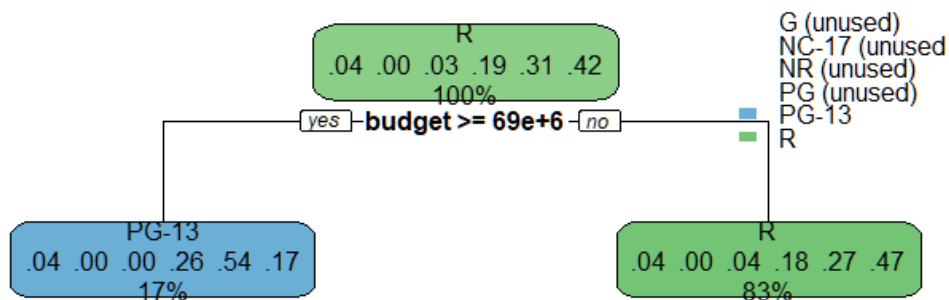 R
.04 .00 .03 .19 .31 .42
100%
G (unused)
NC-17 (unused
NR (unused)
PG (unused)
PG-13
R
yes budget >= 69e+6 no
PG-13
.04 .00 .00 .26 .54 .17
17%
R
.04 .00 .04 .18 .27 .47
83%